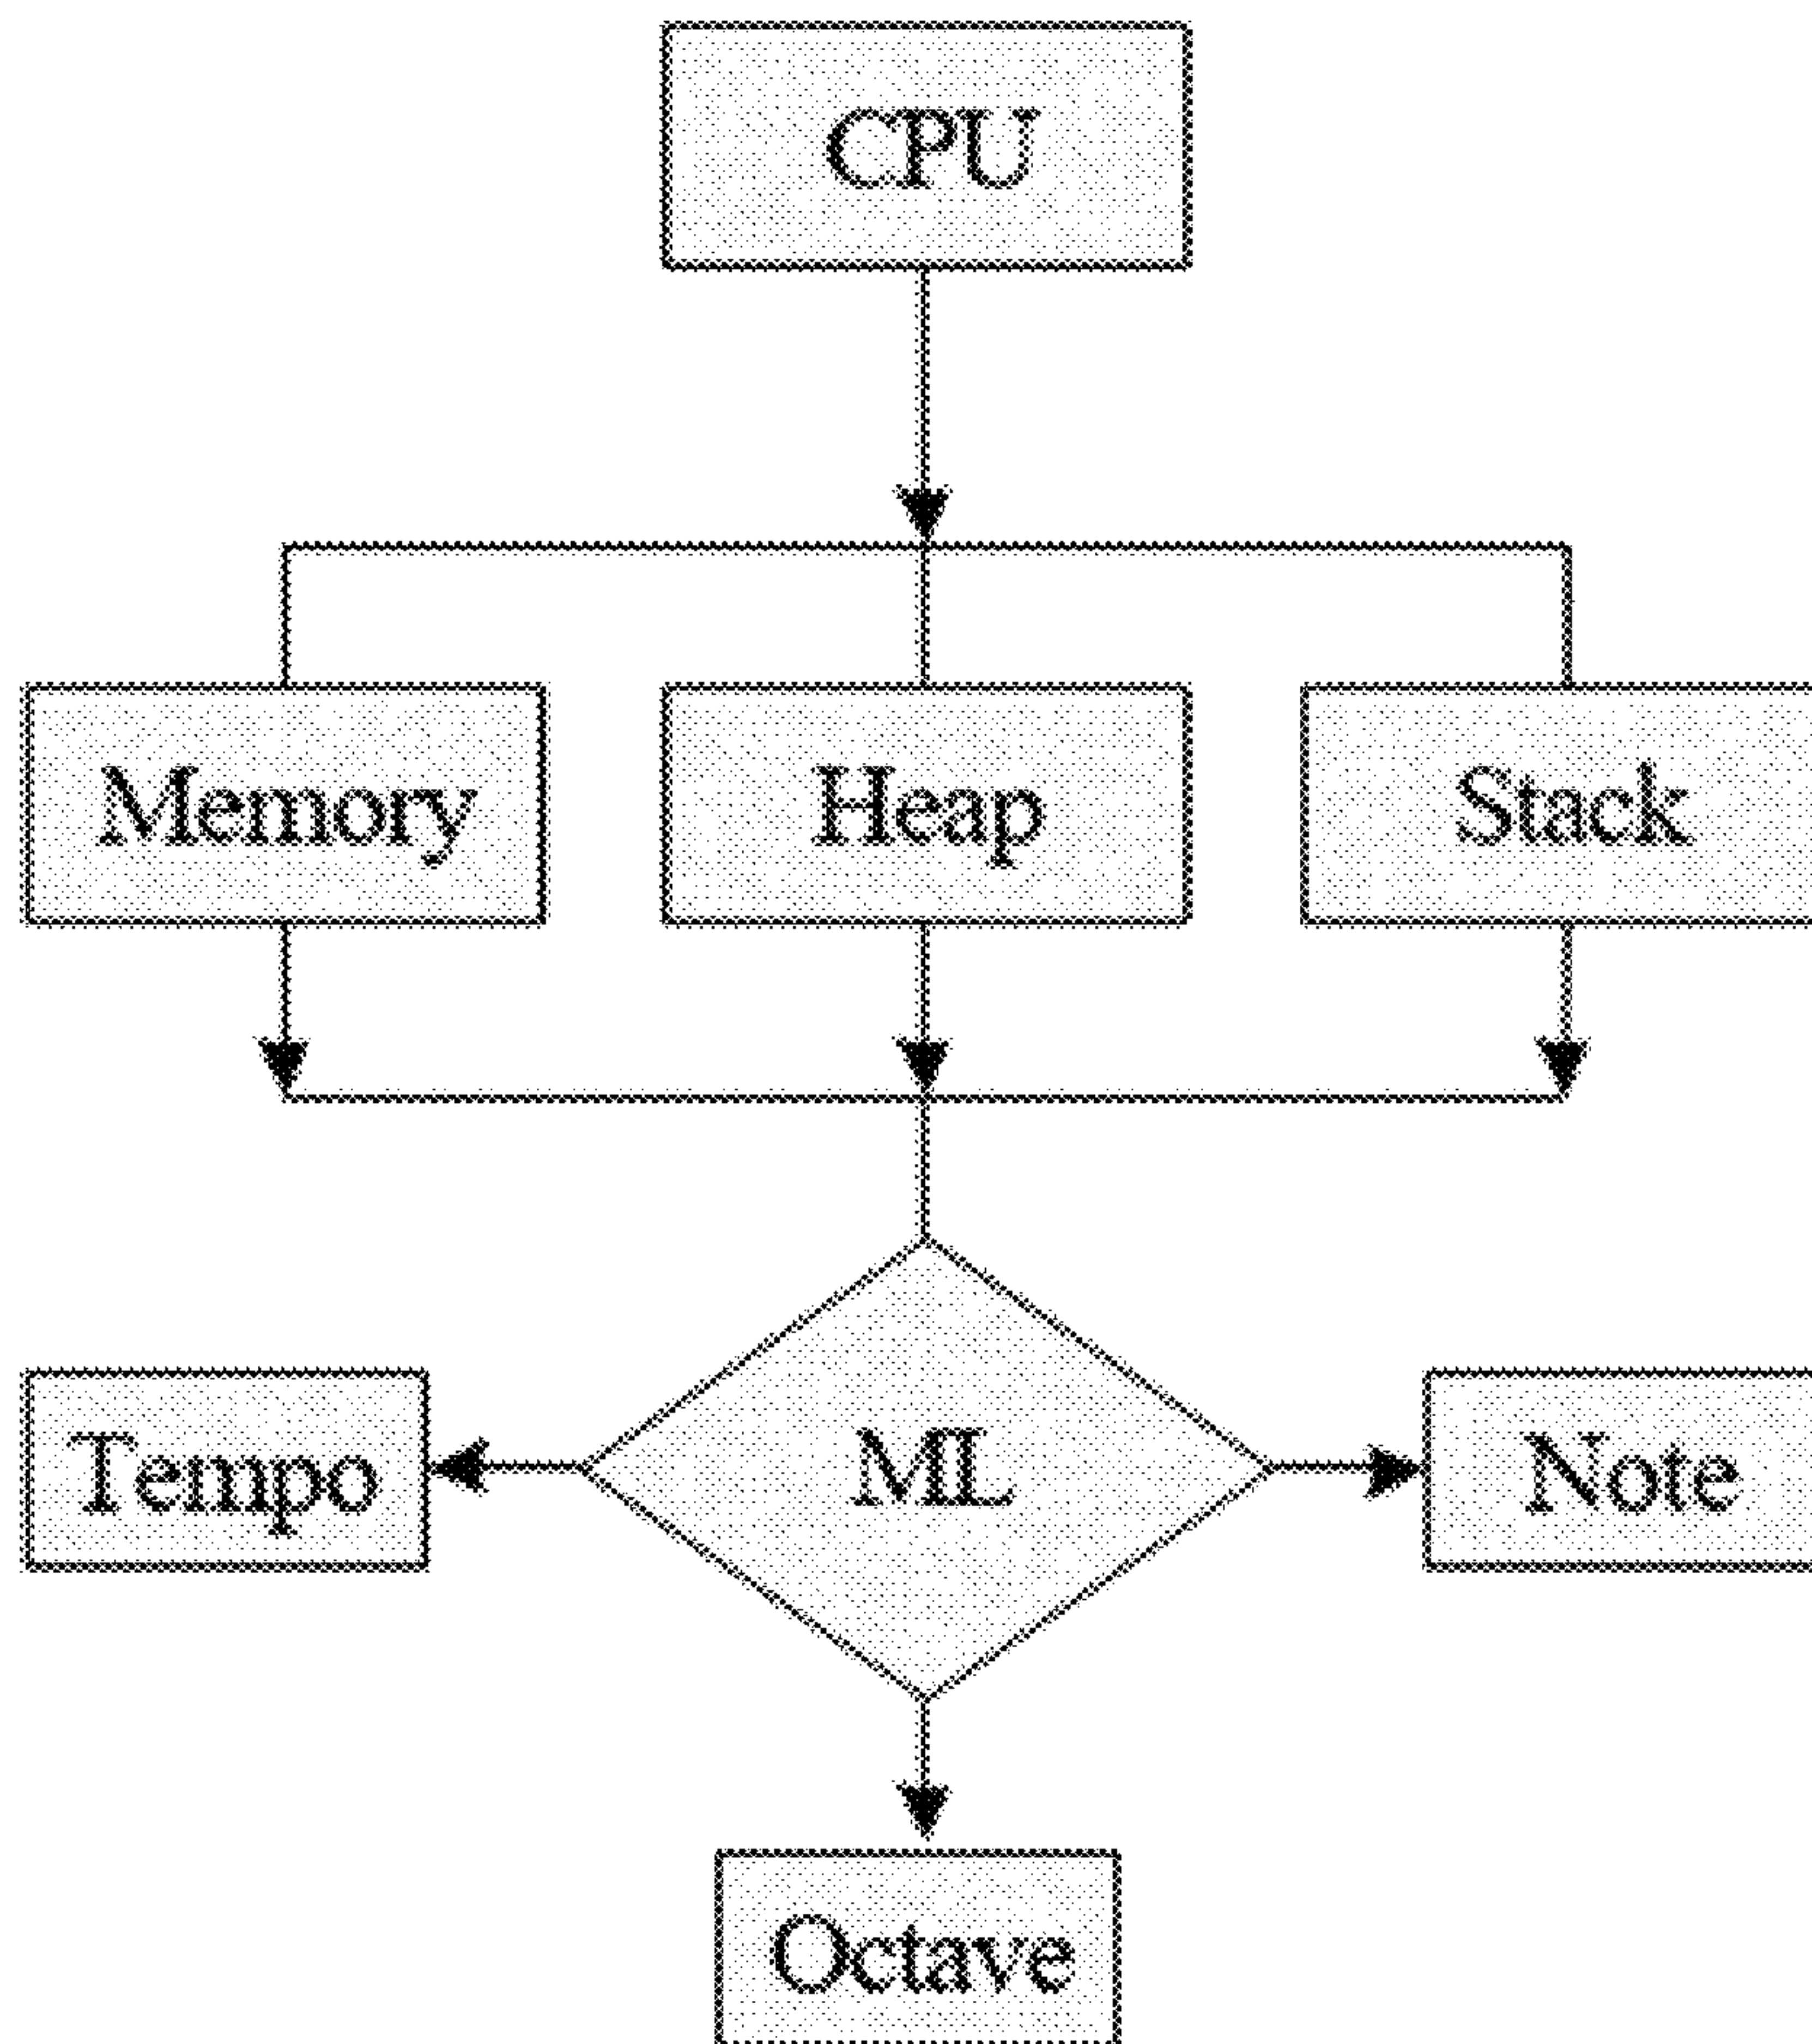 CPU
Memory
Heap
Stack
ML
Tempo
Note
Octave